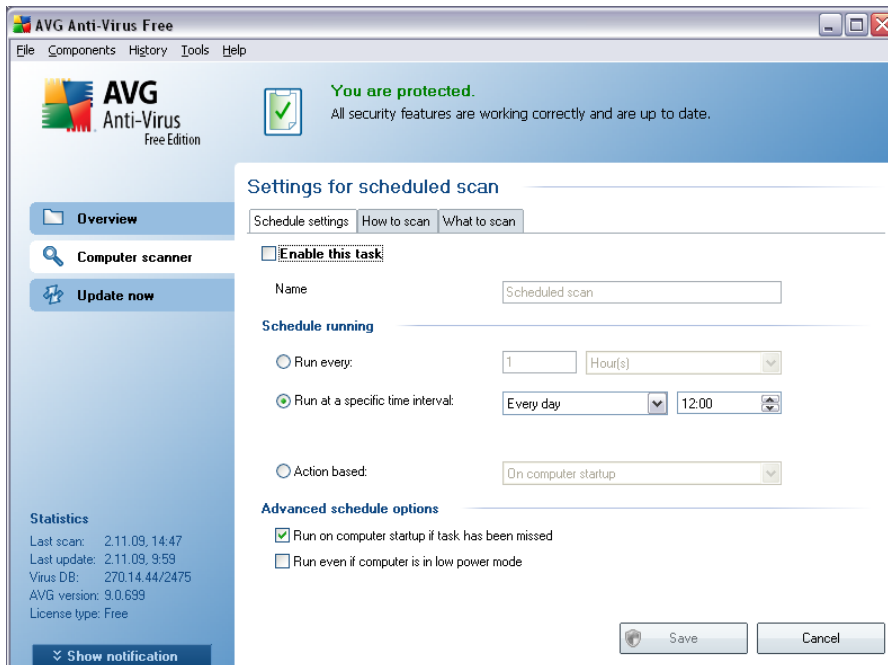 AVG Anti-Virus Free
File Components History Tools Help
AVG
Anti-Virus
Free Edition
You are protected.
All security features are working correctly and are up to date.
Overview
Computer scanner
Update now
Settings for scheduled scan
Schedule settings How to scan What to scan
Enable this task
Name Scheduled scan
Schedule running
Run every: 1 Hour(s)
Run at a specific time interval: Every day 12:00
Action based: On computer startup
Advanced schedule options
Run on computer startup if task has been missed
Run even if computer is in low power mode
Statistics
Last scan: 2.11.09, 14:47
Last update: 2.11.09, 9:59
Virus DB: 270.14.44/2475
AVG version: 9.0.699
License type: Free
Show notification
Save Cancel